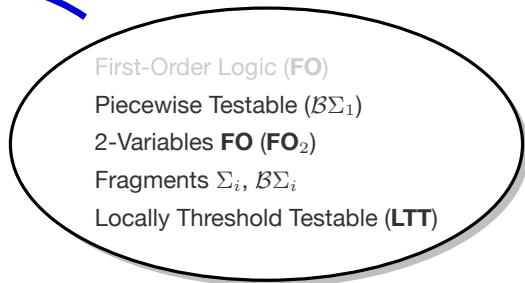 First-Order Logic (FO)
Piecewise Testable (ℬΣ₁)
2-Variables FO (FO₂)
Fragments Σᵢ, ℬΣᵢ
Locally Threshold Testable (LTT)